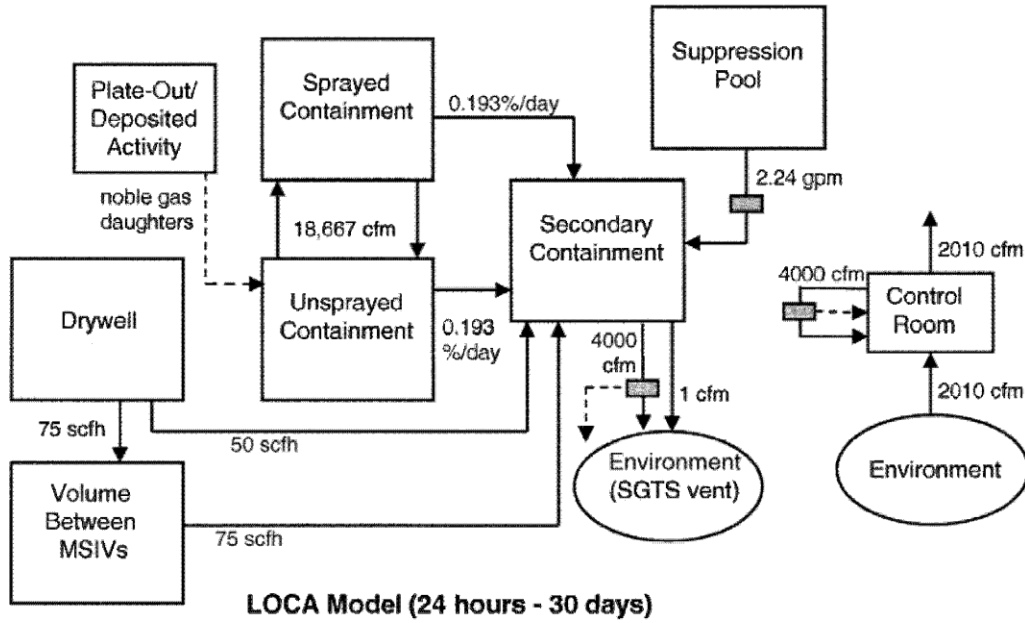 Plate-Out/
Deposited
Activity
noble gas
daughters
Sprayed
Containment
0.193%/day
Suppression
Pool
2.24 gpm
18,667 cfm
Secondary
Containment
Drywell
Unsprayed
Containment
0.193
%/day
2010 cfm
4000 cfm
Control
Room
4000
cfm
1 cfm
2010 cfm
75 scfh
50 scfh
Volume
Between
MSIVs
75 scfh
Environment
(SGTS vent)
Environment
LOCA Model (24 hours - 30 days)